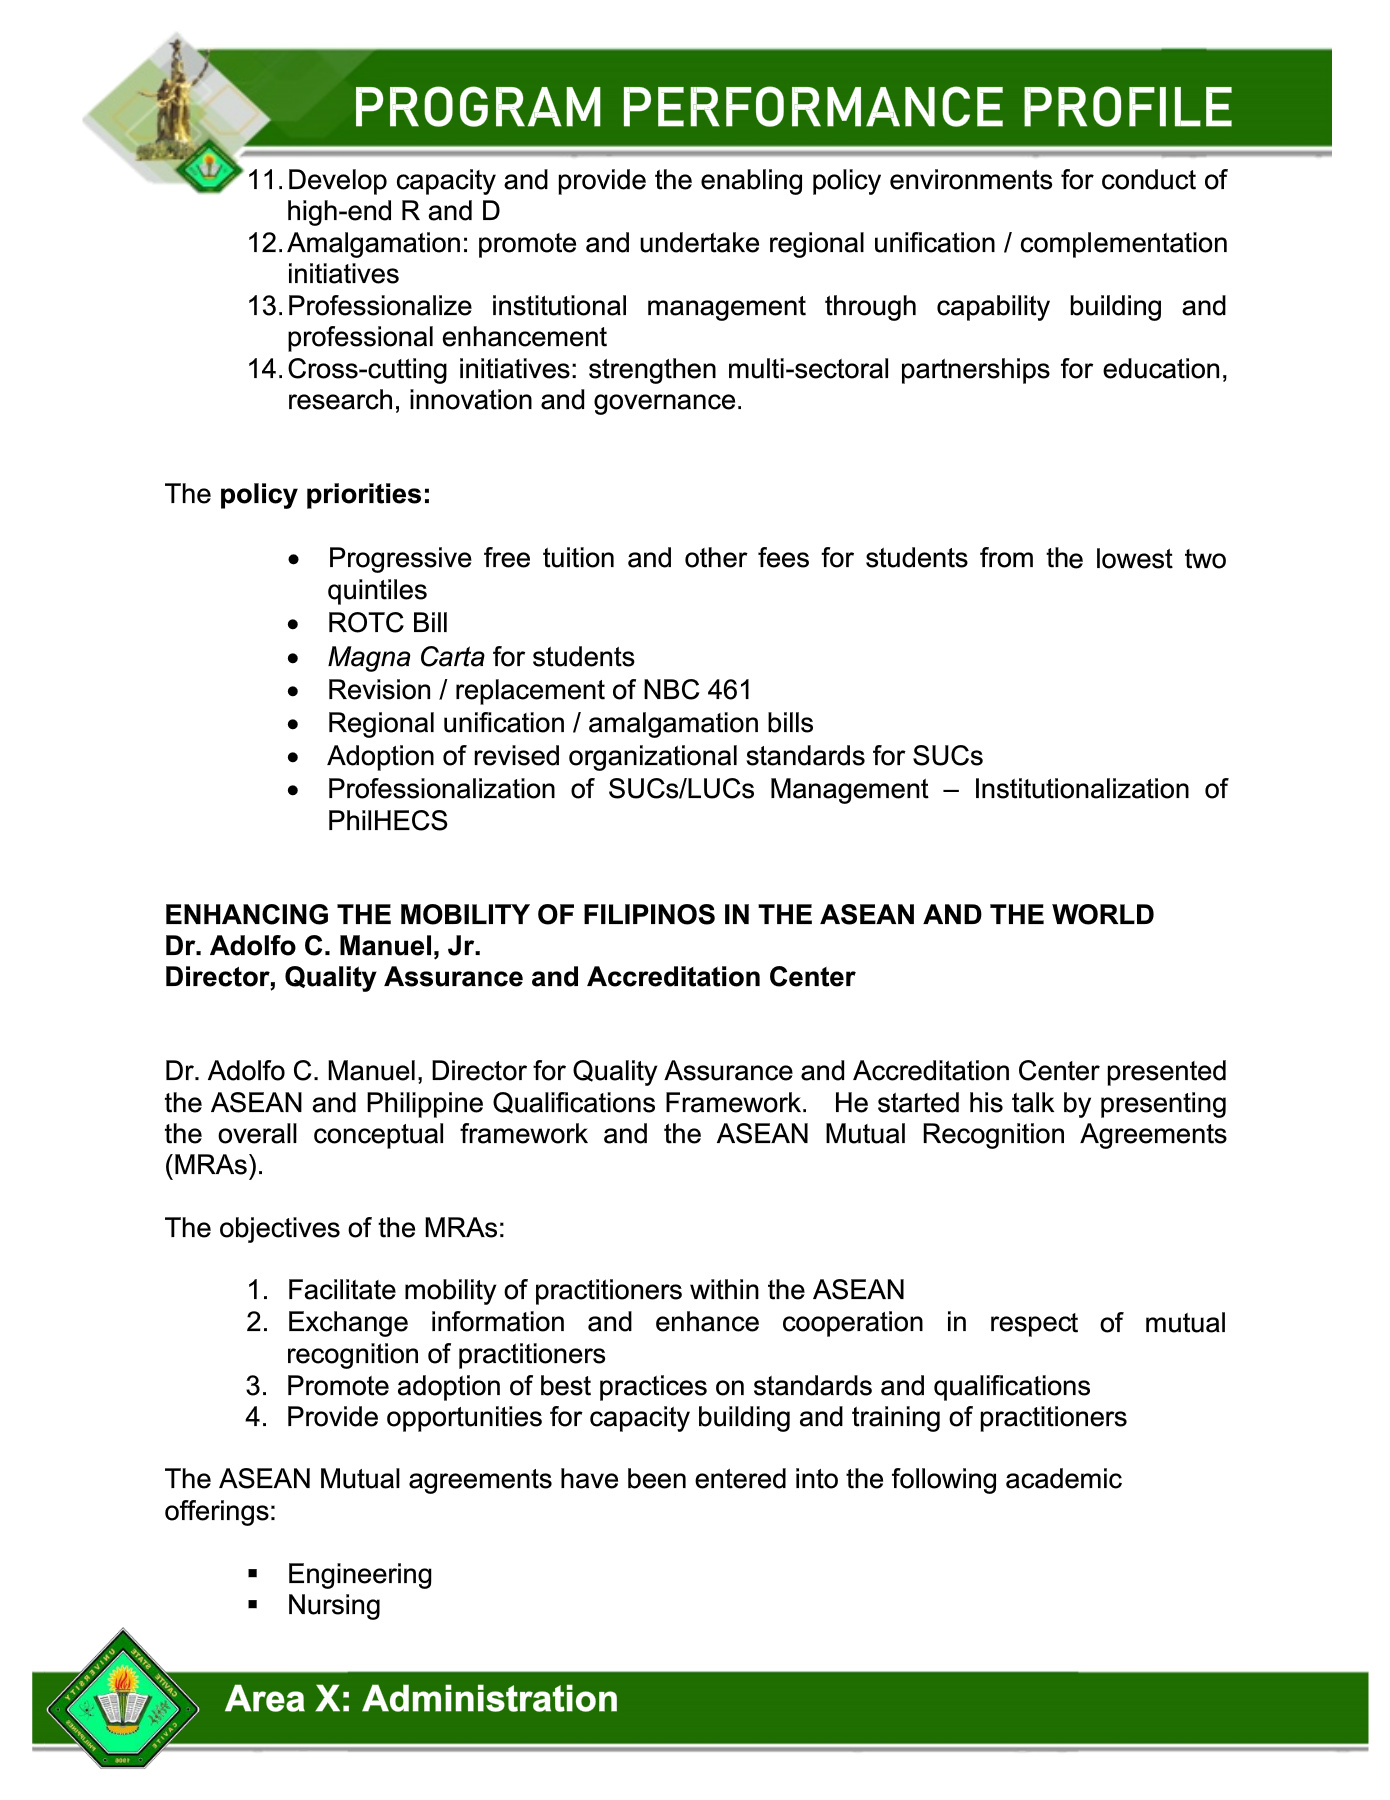 PROGRAM PERFORMANCE PROFILE
11. Develop capacity and provide the enabling policy environments for conduct of
high-end R and D
12. Amalgamation: promote and undertake regional unification / complementation
initiatives
13. Professionalize institutional management through capability building and
professional enhancement
14. Cross-cutting initiatives: strengthen multi-sectoral partnerships for education,
research, innovation and governance.
The policy priorities:
• Progressive free tuition and other fees for students from the lowest two
quintiles
• ROTC Bill
• Magna Carta for students
• Revision / replacement of NBC 461
• Regional unification / amalgamation bills
• Adoption of revised organizational standards for SUCs
• Professionalization of SUCs/LUCs Management – Institutionalization of
PhilHECS
ENHANCING THE MOBILITY OF FILIPINOS IN THE ASEAN AND THE WORLD
Dr. Adolfo C. Manuel, Jr.
Director, Quality Assurance and Accreditation Center
Dr. Adolfo C. Manuel, Director for Quality Assurance and Accreditation Center presented
the ASEAN and Philippine Qualifications Framework. He started his talk by presenting
the overall conceptual framework and the ASEAN Mutual Recognition Agreements
(MRAs).
The objectives of the MRAs:
1. Facilitate mobility of practitioners within the ASEAN
2. Exchange information and enhance cooperation in respect of mutual
recognition of practitioners
3. Promote adoption of best practices on standards and qualifications
4. Provide opportunities for capacity building and training of practitioners
The ASEAN Mutual agreements have been entered into the following academic
offerings:
▪ Engineering
▪ Nursing
CAVITE STATE UNIVERSITY
CAVITE
PHILIPPINES
1906
Area X: Administration